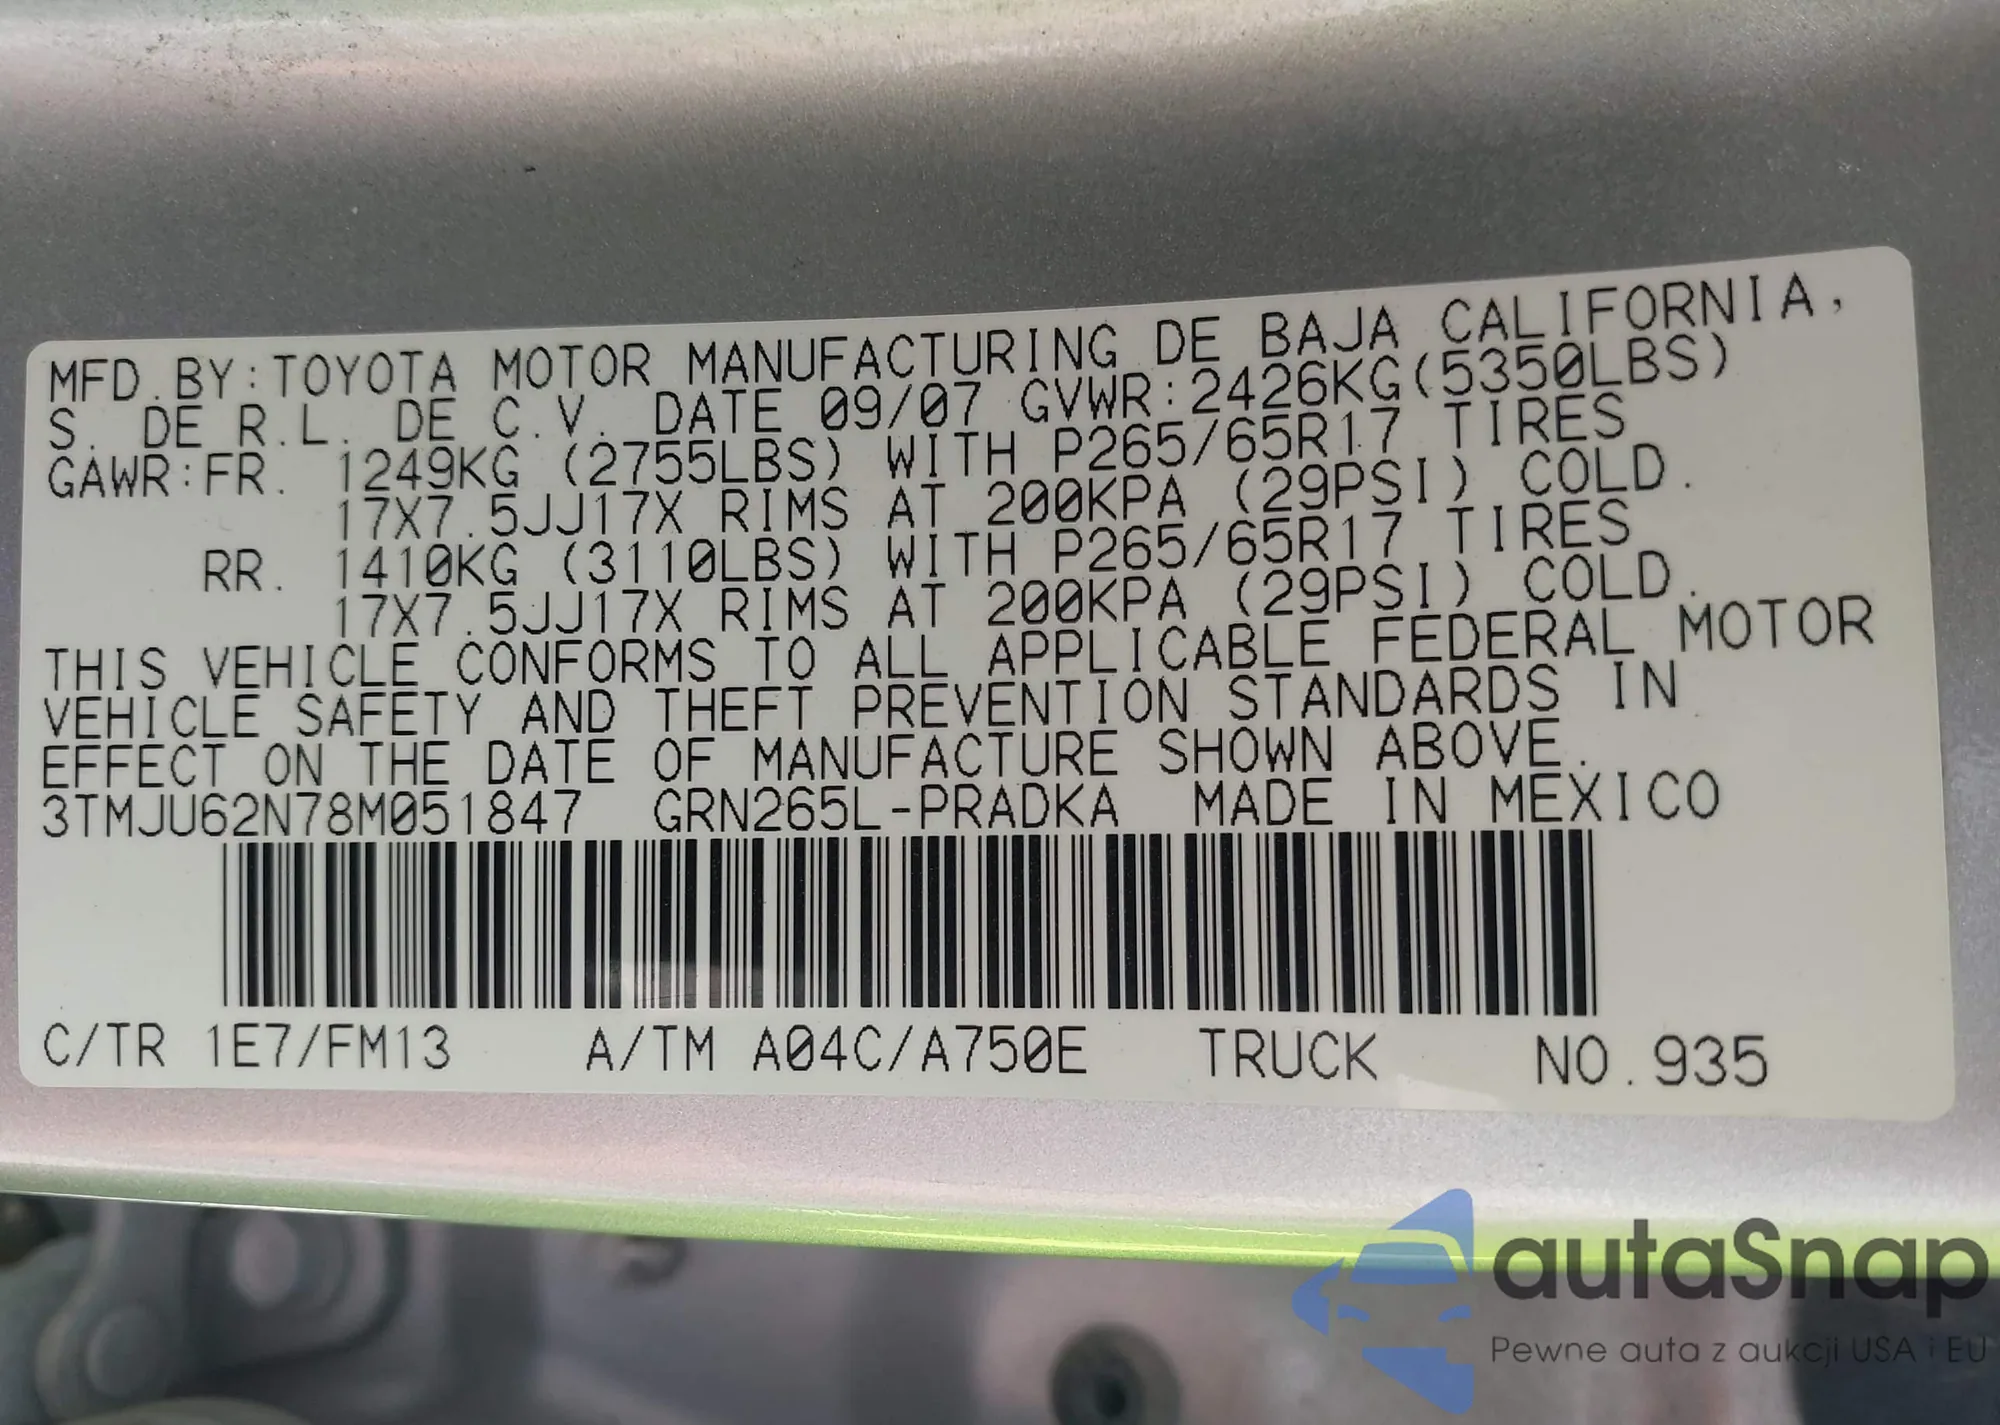 MFD.BY:TOYOTA MOTOR MANUFACTURING DE BAJA CALIFORNIA,
S. DE R.L. DE C.V. DATE 09/07 GVWR:2426KG(5350LBS)
GAWR:FR. 1249KG (2755LBS) WITH P265/65R17 TIRES
17X7.5JJ17X RIMS AT 200KPA (29PSI) COLD.
RR. 1410KG (3110LBS) WITH P265/65R17 TIRES
17X7.5JJ17X RIMS AT 200KPA (29PSI) COLD.
THIS VEHICLE CONFORMS TO ALL APPLICABLE FEDERAL MOTOR
VEHICLE SAFETY AND THEFT PREVENTION STANDARDS IN
EFFECT ON THE DATE OF MANUFACTURE SHOWN ABOVE.
3TMJU62N78M051847 GRN265L-PRADKA MADE IN MEXICO
C/TR 1E7/FM13 A/TM A04C/A750E TRUCK NO.935
autaSnap
Pewne auta z aukcji USA i EU